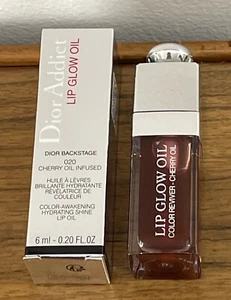 Dior Addict
LIP GLOW OIL
DIOR BACKSTAGE
020
CHERRY OIL INFUSED
HUILE À LÈVRES
BRILLANTE HYDRATANTE
RÉVÉLATRICE DE
COULEUR
COLOR-AWAKENING
HYDRATING SHINE
LIP OIL
6 ml - 0.20 FL.OZ
LIP GLOW OIL
COLOR REVIVER - CHERRY OIL